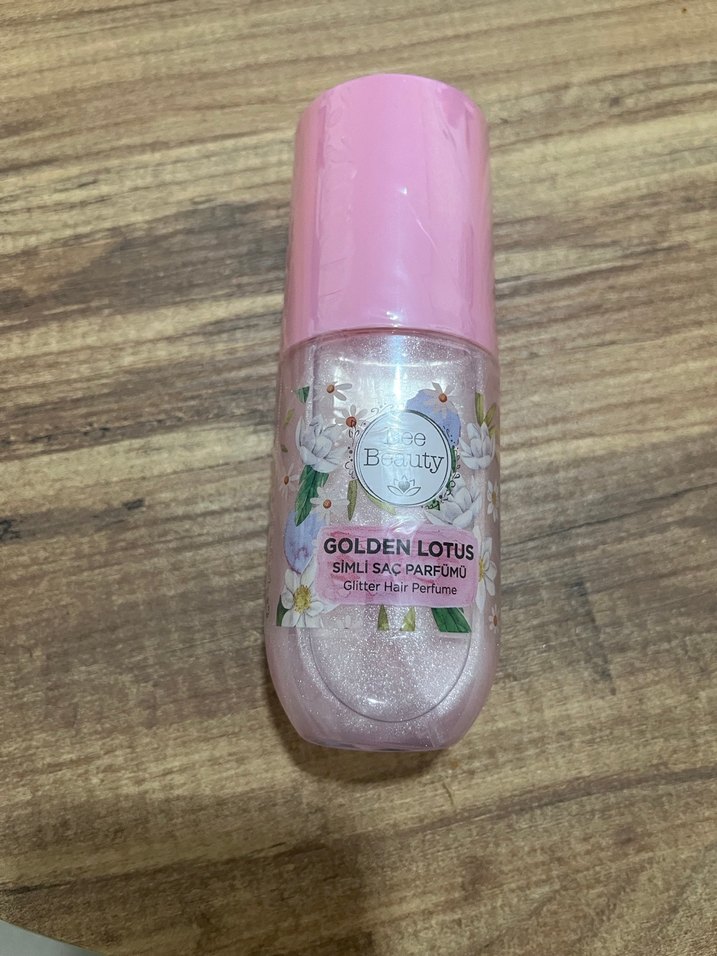 Bee
Beauty
GOLDEN LOTUS
SİMLİ SAÇ PARFÜMÜ
Glitter Hair Perfume